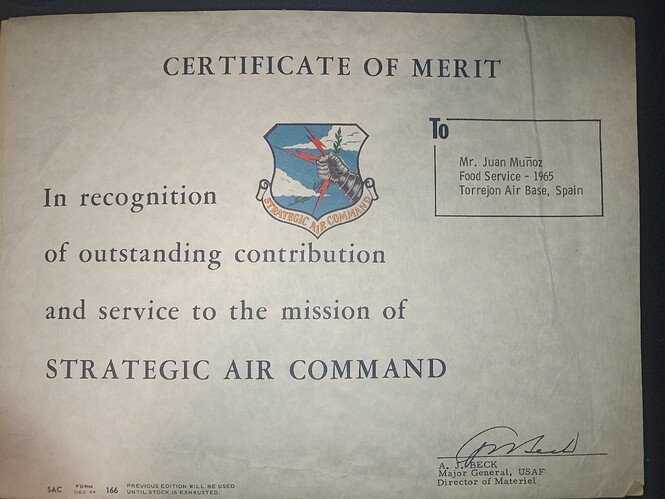 CERTIFICATE OF MERIT
To
Mr. Juan Muñoz
Food Service - 1965
Torrejon Air Base, Spain
STRATEGIC AIR COMMAND
In recognition
of outstanding contribution
and service to the mission of
STRATEGIC AIR COMMAND
A. J. BECK
Major General, USAF
Director of Materiel
SAC FORM DEC 64 166 PREVIOUS EDITION WILL BE USED
UNTIL STOCK IS EXHAUSTED.